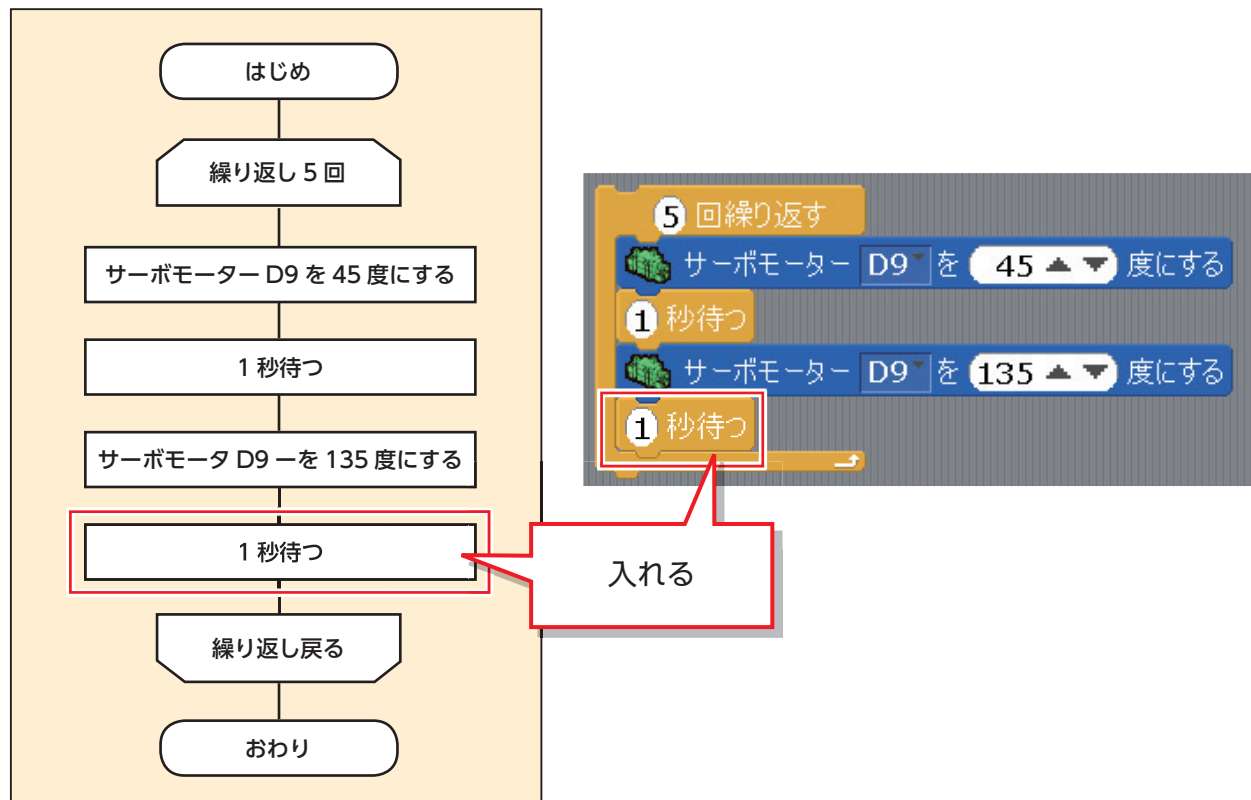 はじめ
繰り返し 5 回
サーボモーター D9 を 45 度にする
1 秒待つ
サーボモータ D9 ーを 135 度にする
1 秒待つ
繰り返し戻る
おわり
5 回繰り返す
サーボモーター D9 を 45 度にする
1 秒待つ
サーボモーター D9 を 135 度にする
1 秒待つ
入れる